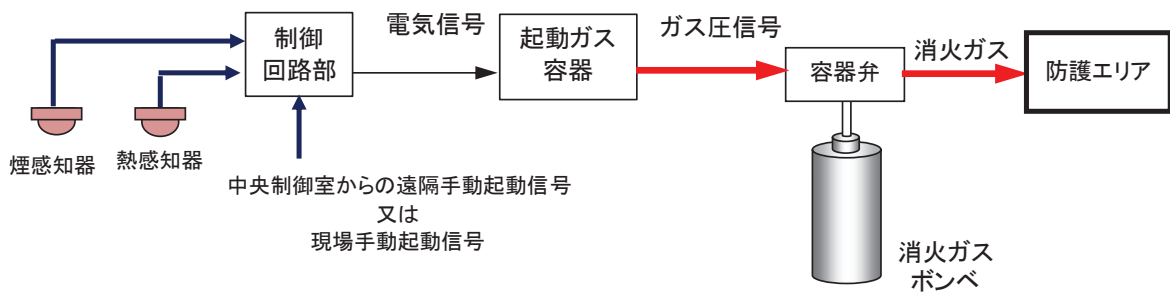 電気信号
ガス圧信号
消火ガス
制御
回路部
起動ガス
容器
容器弁
防護エリア
煙感知器
熱感知器
中央制御室からの遠隔手動起動信号
又は
現場手動起動信号
消火ガス
ボンベ